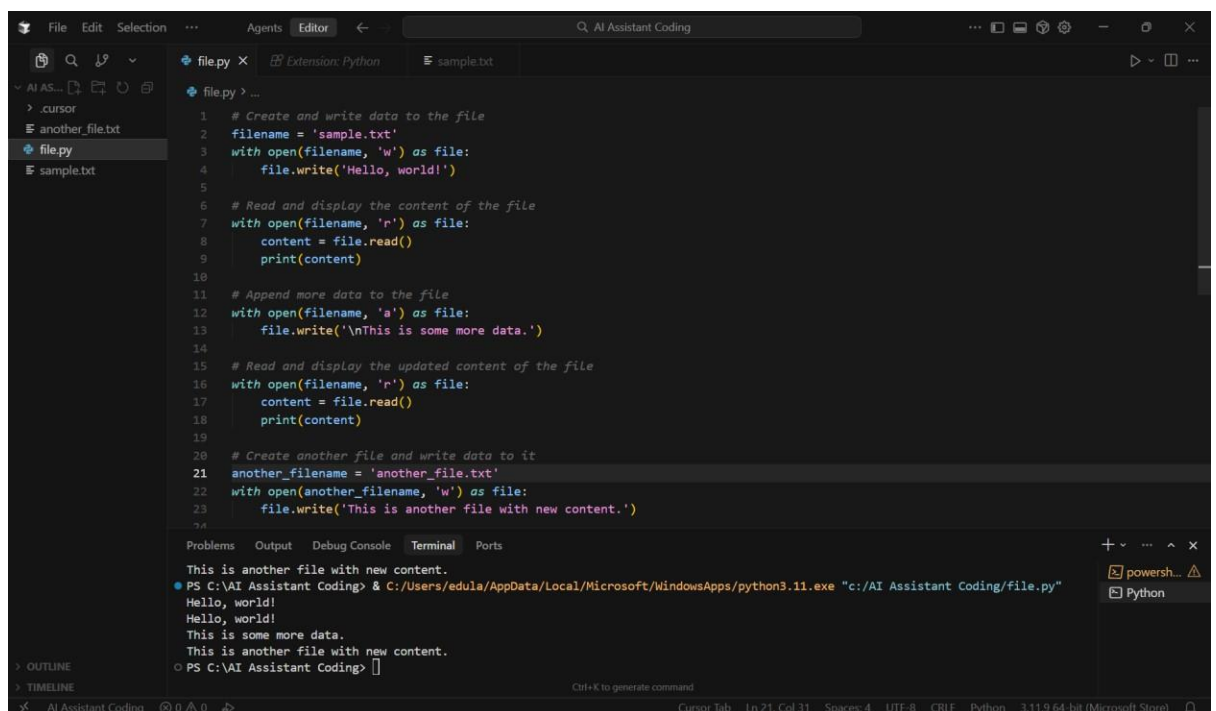 File Edit Selection ··· Agents Editor AI Assistant Coding
file.py Extension: Python sample.txt
AI AS...
.cursor
another_file.txt
file.py
sample.txt
file.py > ...
1 # Create and write data to the file
2 filename = 'sample.txt'
3 with open(filename, 'w') as file:
4     file.write('Hello, world!')
5
6 # Read and display the content of the file
7 with open(filename, 'r') as file:
8     content = file.read()
9     print(content)
10
11 # Append more data to the file
12 with open(filename, 'a') as file:
13     file.write('\nThis is some more data.')
14
15 # Read and display the updated content of the file
16 with open(filename, 'r') as file:
17     content = file.read()
18     print(content)
19
20 # Create another file and write data to it
21 another_filename = 'another_file.txt'
22 with open(another_filename, 'w') as file:
23     file.write('This is another file with new content.')
24
Problems Output Debug Console Terminal Ports
This is another file with new content.
PS C:\AI Assistant Coding> & C:/Users/edula/AppData/Local/Microsoft/WindowsApps/python3.11.exe "c:/AI Assistant Coding/file.py"
Hello, world!
Hello, world!
This is some more data.
This is another file with new content.
PS C:\AI Assistant Coding>
powersh...
Python
OUTLINE
TIMELINE
Ctrl+K to generate command
AI Assistant Coding 0 0 Cursor Tab Ln 21, Col 31 Spaces: 4 UTF-8 CRLF Python 3.11.9 64-bit (Microsoft Store)